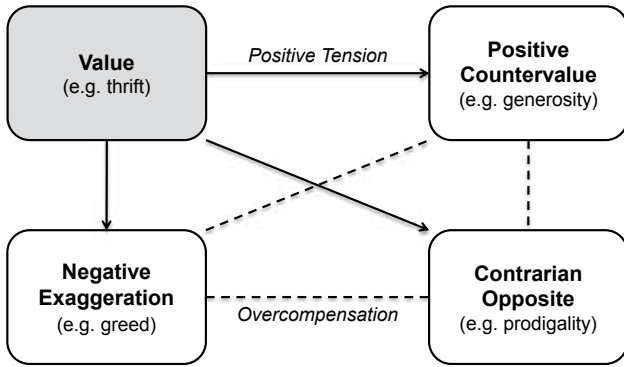 Value
(e.g. thrift)
Positive Tension
Positive
Countervalue
(e.g. generosity)
Negative
Exaggeration
(e.g. greed)
Overcompensation
Contrarian
Opposite
(e.g. prodigality)